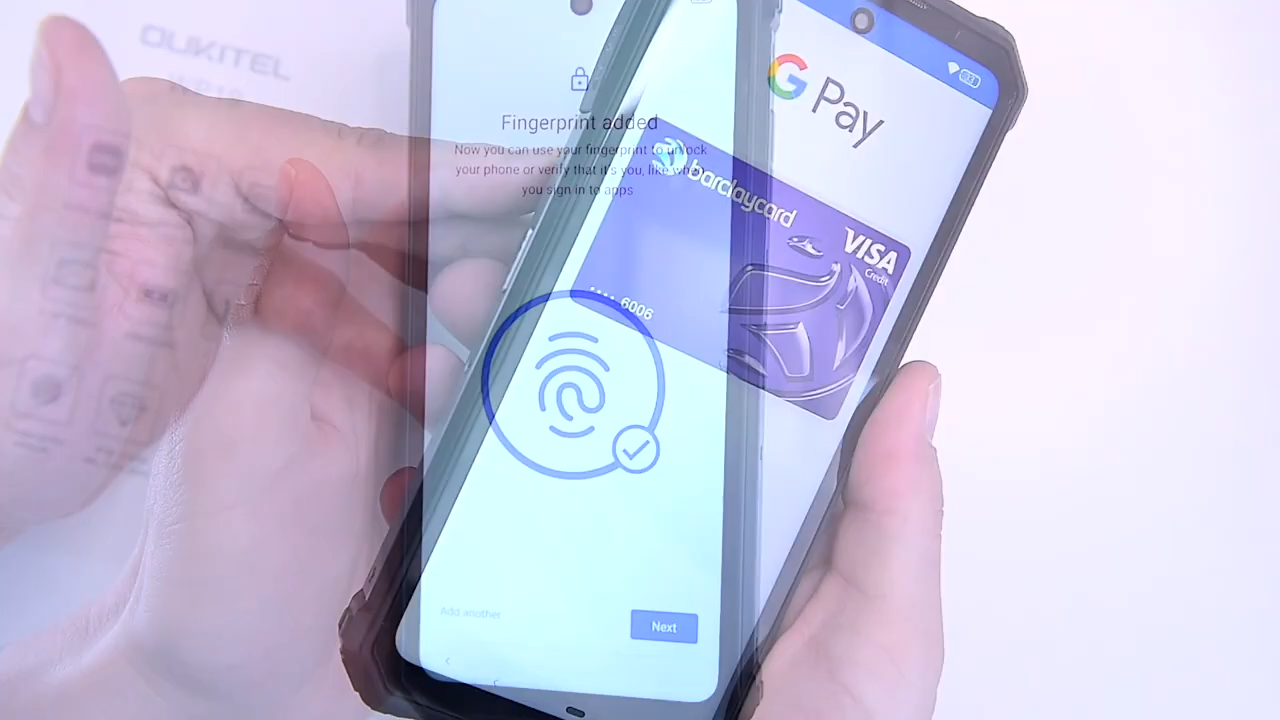 OUKITEL
G Pay
Fingerprint added
Now you can use your fingerprint to unlock
your phone or verify that it's you, like when
you sign in to apps
barclaycard
VISA
Credit
6006
Add another
Next